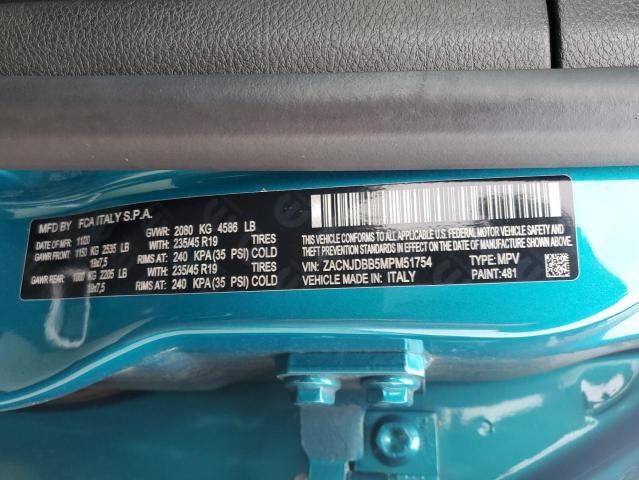 MFD BY FCA ITALY S.P.A.
DATE OF MFR 11/20 GVWR: 2080 KG 4586 LB
GAWR FRONT: 1150 KG 2535 LB WITH: 235/45 R19 TIRES
19x7,5 RIMS AT: 240 KPA (35 PSI) COLD
GAWR REAR: 1000 KG 2205 LB WITH: 235/45 R19 TIRES
19x7,5 RIMS AT: 240 KPA (35 PSI) COLD
THIS VEHICLE CONFORMS TO ALL APPLICABLE U.S. FEDERAL MOTOR VEHICLE
SAFETY STANDARDS IN EFFECT ON THE DATE OF MANUFACTURE SHOWN ABOVE.
VIN: ZACNJDBB5MPM51754 TYPE: MPV
VEHICLE MADE IN: ITALY PAINT: 481